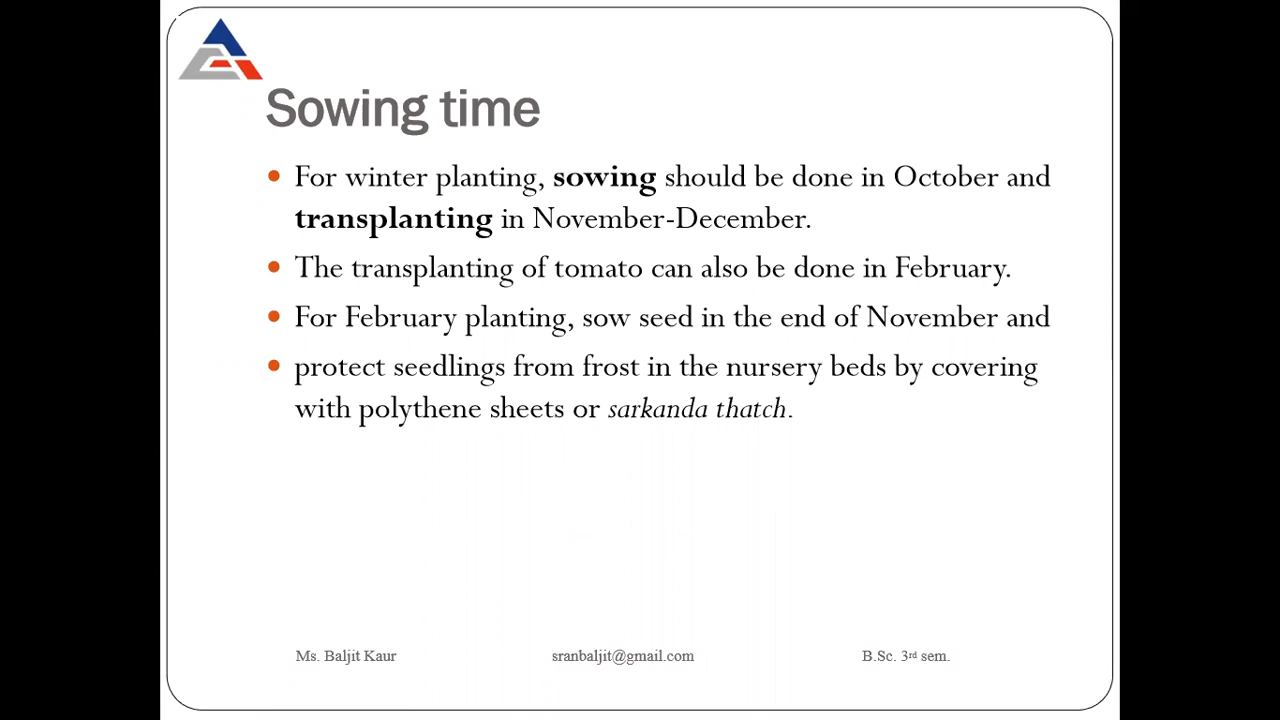 Sowing time
• For winter planting, sowing should be done in October and
transplanting in November-December.
• The transplanting of tomato can also be done in February.
• For February planting, sow seed in the end of November and
• protect seedlings from frost in the nursery beds by covering
with polythene sheets or sarkanda thatch.
Ms. Baljit Kaur sranbaljit@gmail.com B.Sc. 3rd sem.